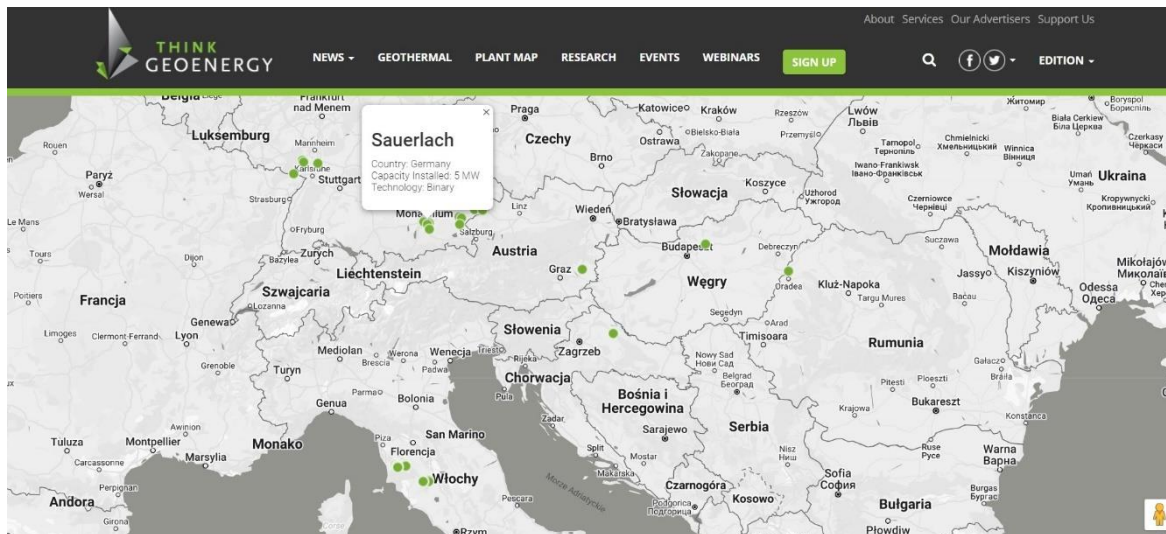 About Services Our Advertisers Support Us
THINK
GEOENERGY
NEWS GEOTHERMAL PLANT MAP RESEARCH EVENTS WEBINARS SIGN UP EDITION
Frankfurt
nad Menem
Praga
Katowice Kraków
Rzeszów
Lwów
Львів
Житомир
Boryspol
Бориспіль
Biała Cerkiew
Біла Церква
Luksemburg
Mannheim
Sauerlach
Czechy
Ostrawa
Bielsko-Biała
Przemyśl
Tarnopol
Тернопіль
Chmielnicki
Хмельницький
Winnica
Вінниця
Czerkasy
Черкаси
Rouen
Karlsruhe
Country: Germany
Capacity Installed: 5 MW
Technology: Binary
Brno
Zakopane
Iwano-Frankiwsk
Івано-Франківськ
Paryż
Wersal
Stuttgart
Słowacja
Koszyce
Użhorod
Ужгород
Umań
Умань
Ukraina
Strasburg
Linz
Wiedeń
Bratysława
Czerniowce
Чернівці
Kropywnycki
Кропивницький
Le Mans
Fryburg
Salzburg
Tours
Dijon
Bazylea
Zurych
Austria
Budapeszt
Debreczyn
Suczawa
Mołdawia
Liechtenstein
Graz
Węgry
Oradea
Kluż-Napoka
Jassy
Kiszyniów
Poitiers
Francja
Szwajcaria
Lozanna
Targu Mures
Bacău
Odessa
Одеса
Genewa
Słowenia
Segedyn
Arad
Limoges
Clermont-Ferrand
Lyon
Mediolan
Werona
Wenecja
Triest
Zagrzeb
Timisoara
Rumunia
Grenoble
Turyn
Brescia
Padwa
Rijeka
Nowy Sad
Нови Сад
Gałacz
Chorwacja
Belgrad
Београд
Pitesti
Ploeszti
Braiła
Parma
Bolonia
Pula
Bośnia i
Hercegowina
Genua
Craiova
Bukareszt
Konstanca
Awinion
Zadar
Tuluza
Montpellier
Monako
Piza
San Marino
Sarajewo
Serbia
Marsylia
Florencja
Split
Mostar
Nisz
Ниш
Ruse
Русе
Warna
Варна
Carcassonne
Makarska
Sofia
София
Perpignan
Włochy
Czarnogóra
Kosowo
Burgas
Бургас
Andora
Morze Adriatyckie
Pescara
Podgorica
Подгорица
Bułgaria
Girona
Rzym
Płowdiw